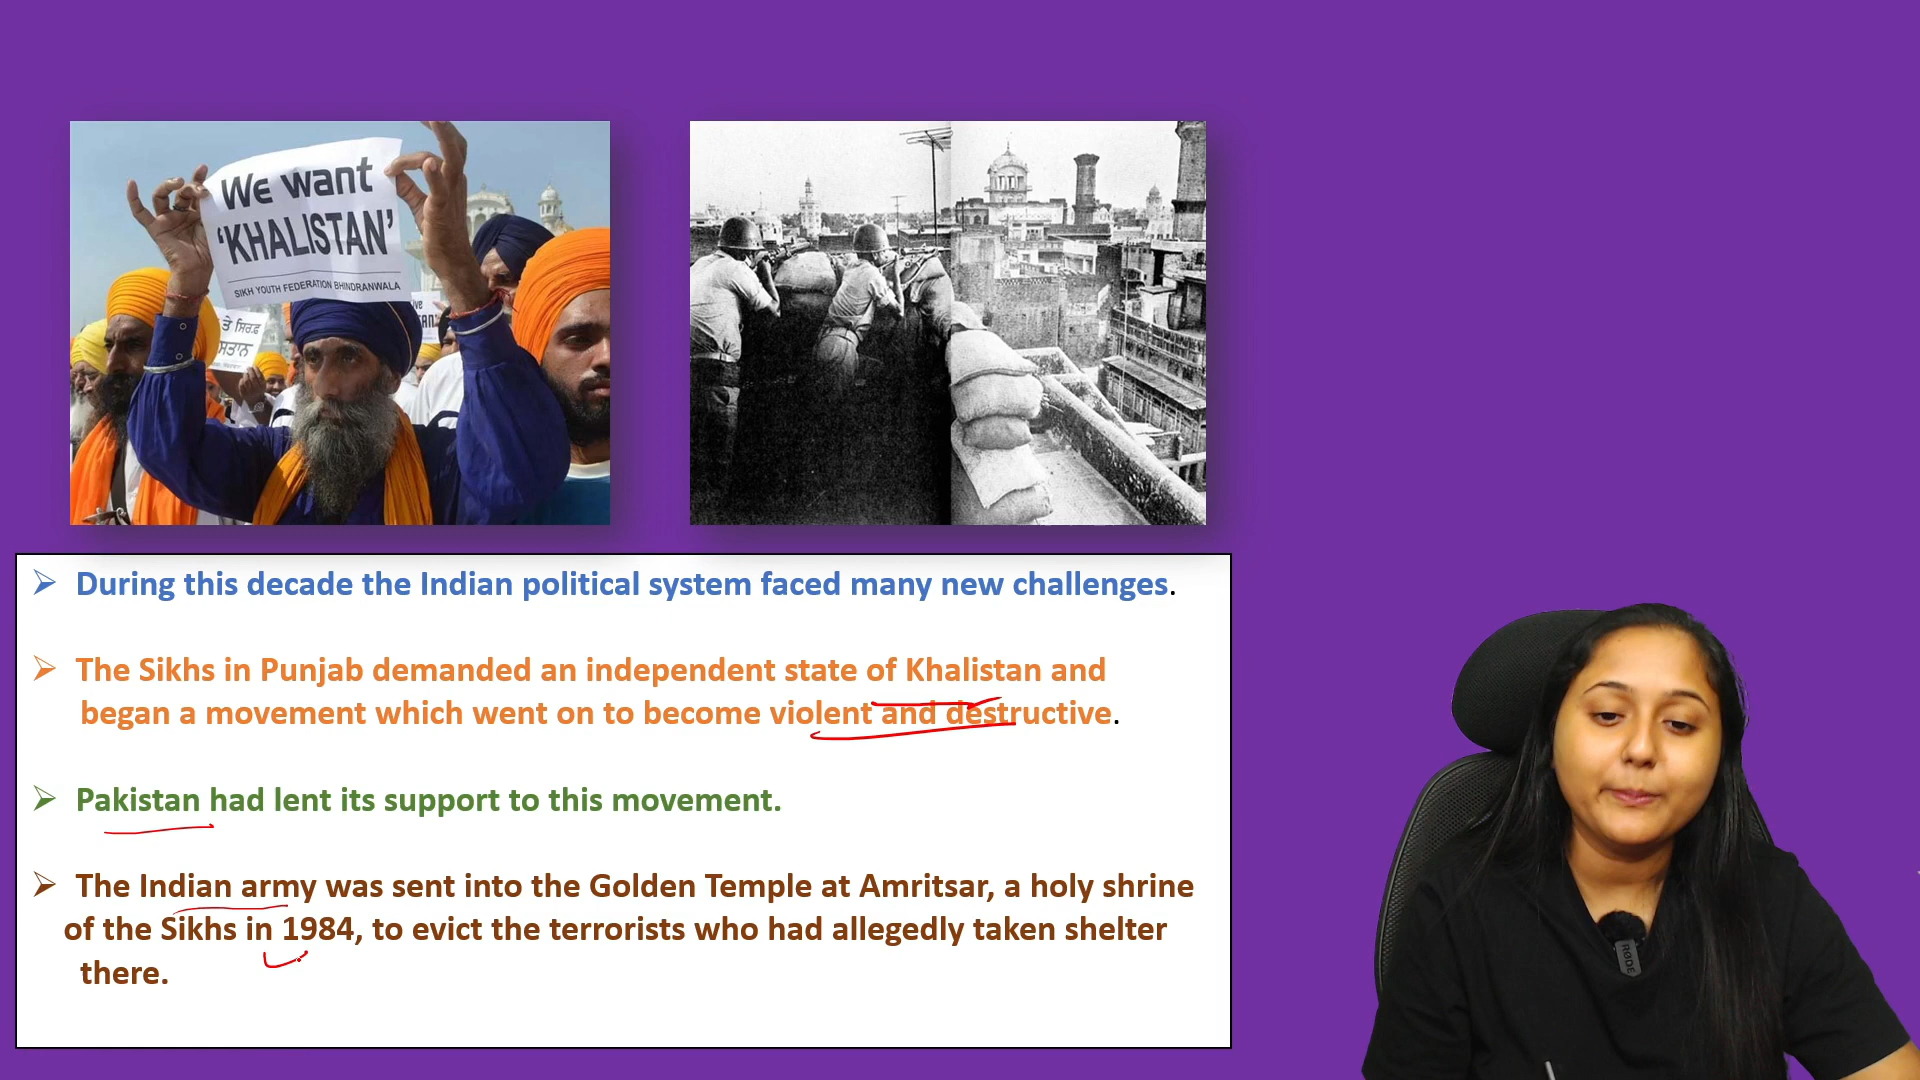 We want
'KHALISTAN'
SIKH YOUTH FEDERATION BHINDRANWALA
ਤੇ ਸਿਰਫ਼
During this decade the Indian political system faced many new challenges.
The Sikhs in Punjab demanded an independent state of Khalistan and
began a movement which went on to become violent and destructive.
Pakistan had lent its support to this movement.
The Indian army was sent into the Golden Temple at Amritsar, a holy shrine
of the Sikhs in 1984, to evict the terrorists who had allegedly taken shelter
there.
RØDE